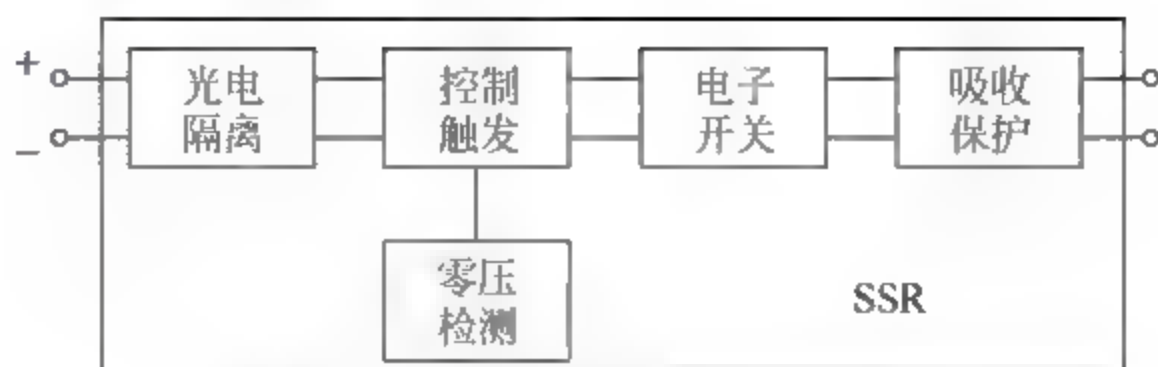 +
光电
隔离
控制
触发
电子
开关
吸收
保护
−
零压
检测
SSR